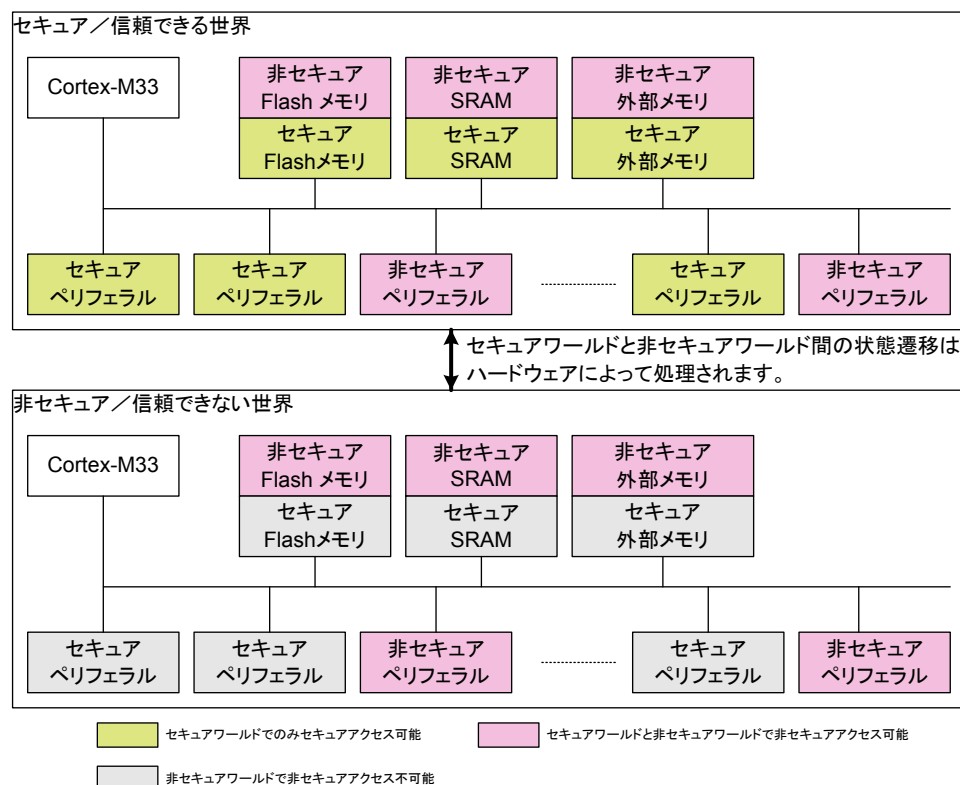 セキュア／信頼できる世界
Cortex-M33
非セキュア
Flash メモリ
セキュア
Flashメモリ
非セキュア
SRAM
セキュア
SRAM
非セキュア
外部メモリ
セキュア
外部メモリ
セキュア
ペリフェラル
セキュア
ペリフェラル
非セキュア
ペリフェラル
セキュア
ペリフェラル
非セキュア
ペリフェラル
セキュアワールドと非セキュアワールド間の状態遷移は
ハードウェアによって処理されます。
非セキュア／信頼できない世界
Cortex-M33
非セキュア
Flash メモリ
セキュア
Flashメモリ
非セキュア
SRAM
セキュア
SRAM
非セキュア
外部メモリ
セキュア
外部メモリ
セキュア
ペリフェラル
セキュア
ペリフェラル
非セキュア
ペリフェラル
セキュア
ペリフェラル
非セキュア
ペリフェラル
セキュアワールドでのみセキュアアクセス可能
セキュアワールドと非セキュアワールドで非セキュアアクセス可能
非セキュアワールドで非セキュアアクセス不可能